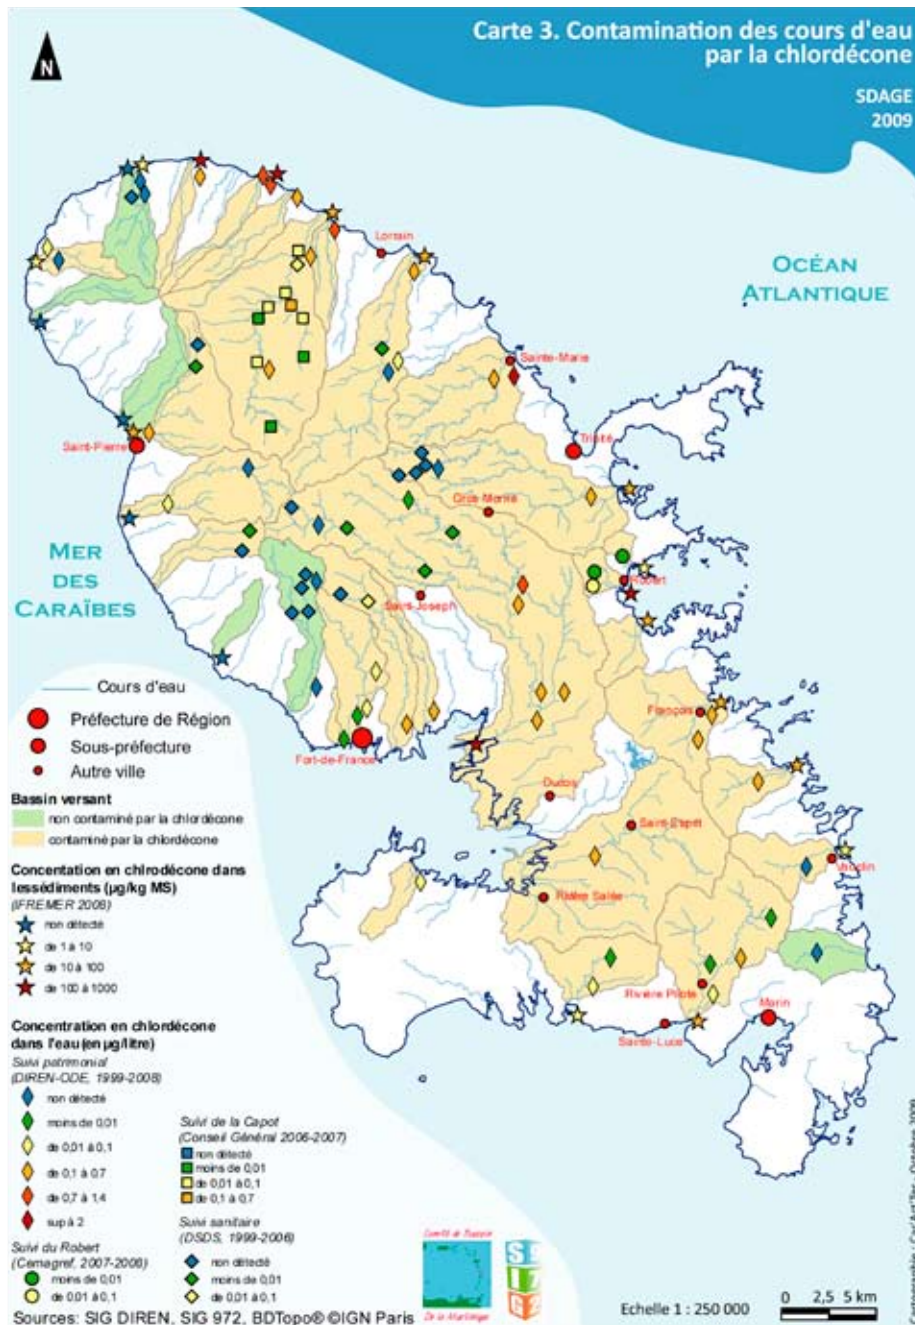 Carte 3. Contamination des cours d'eau
par la chlordécone
SDAGE
2009
N
Lorrain
OCÉAN
ATLANTIQUE
Sainte-Marie
Trinité
Saint-Pierre
Gros-Morne
MER
DES
CARAÏBES
Robert
Saint-Joseph
Cours d'eau
Préfecture de Région
Sous-préfecture
Autre ville
François
Fort-de-France
Ducos
Saint-Esprit
Vauclin
Rivière Salée
Rivière Pilote
Marin
Sainte-Luce
Bassin versant
non contaminé par la chlordécone
contaminé par la chlordécone
Concentation en chlrodécone dans
lessédiments (µg/kg MS)
(IFREMER 2006)
non détecté
de 1 à 10
de 10 à 100
de 100 à 1000
Concentration en chlordécone
dans l'eau (en µg/litre)
Suivi patrimonial
(DIREN-ODE, 1999-2008)
non détecté
moins de 0,01
de 0,01 à 0,1
de 0,1 à 0,7
de 0,7 à 1,4
sup à 2
Suivi de la Capot
(Conseil Général 2006-2007)
non détecté
moins de 0,01
de 0,01 à 0,1
de 0,1 à 0,7
Suivi du Robert
(Cemagref, 2007-2008)
moins de 0,01
de 0,01 à 0,1
Suivi sanitaire
(DSDS, 1999-2006)
non détecté
moins de 0,01
de 0,01 à 0,1
De la Martinique
Echelle 1 : 250 000
0 2,5 5 km
Sources: SIG DIREN, SIG 972, BDTopo® ©IGN Paris
Octobre 2009